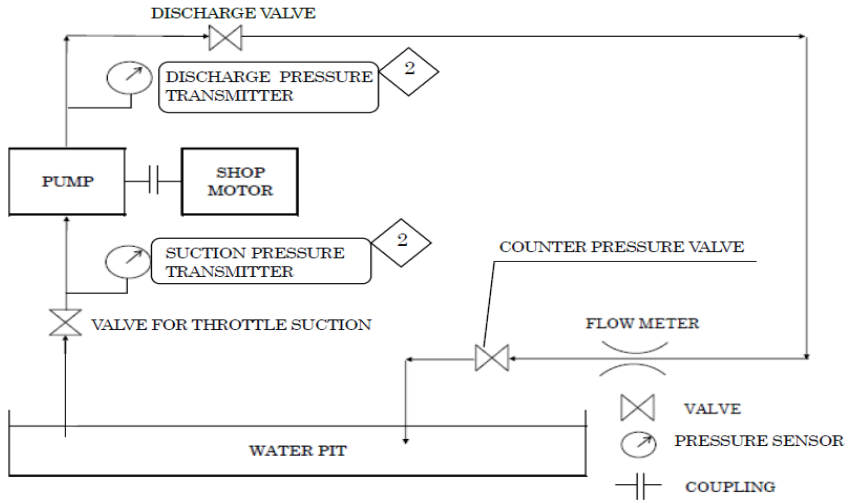 DISCHARGE VALVE
DISCHARGE PRESSURE
TRANSMITTER
2
PUMP
SHOP
MOTOR
SUCTION PRESSURE
TRANSMITTER
2
COUNTER PRESSURE VALVE
VALVE FOR THROTTLE SUCTION
FLOW METER
WATER PIT
VALVE
PRESSURE SENSOR
COUPLING